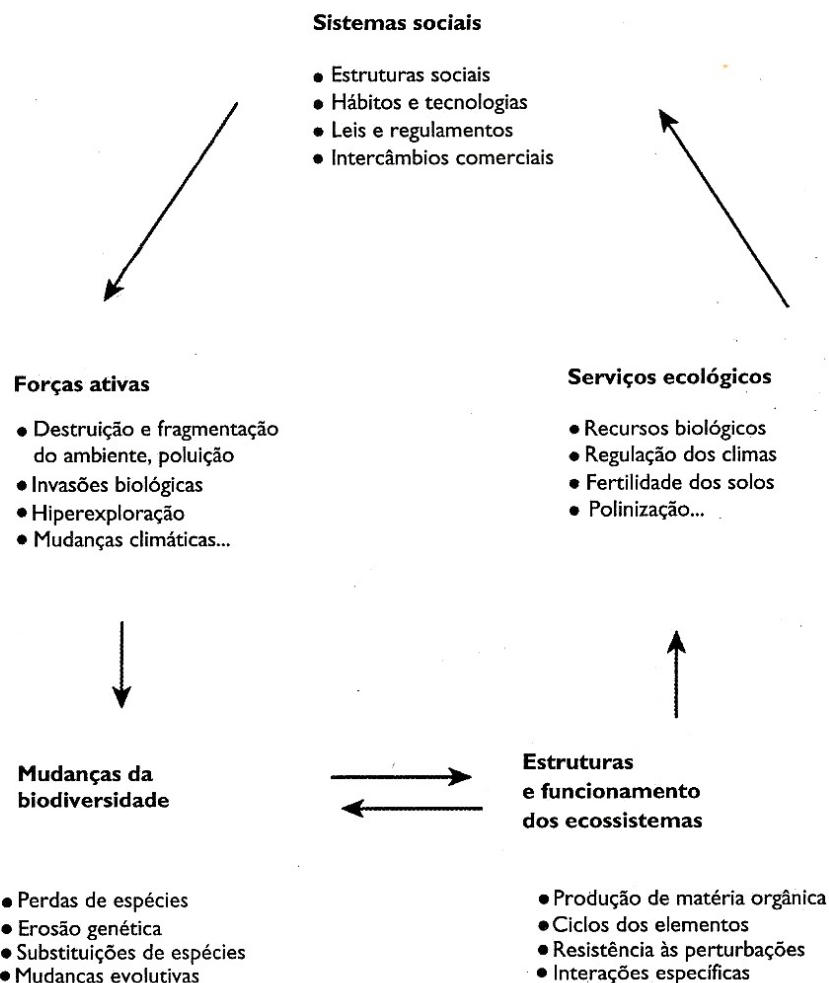 Sistemas sociais
● Estruturas sociais
● Hábitos e tecnologias
● Leis e regulamentos
● Intercâmbios comerciais
Forças ativas
● Destruição e fragmentação
do ambiente, poluição
● Invasões biológicas
● Hiperexploração
● Mudanças climáticas...
Serviços ecológicos
● Recursos biológicos
● Regulação dos climas
● Fertilidade dos solos
● Polinização...
Mudanças da
biodiversidade
● Perdas de espécies
● Erosão genética
● Substituições de espécies
● Mudanças evolutivas
Estruturas
e funcionamento
dos ecossistemas
● Produção de matéria orgânica
● Ciclos dos elementos
● Resistência às perturbações
● Interações específicas